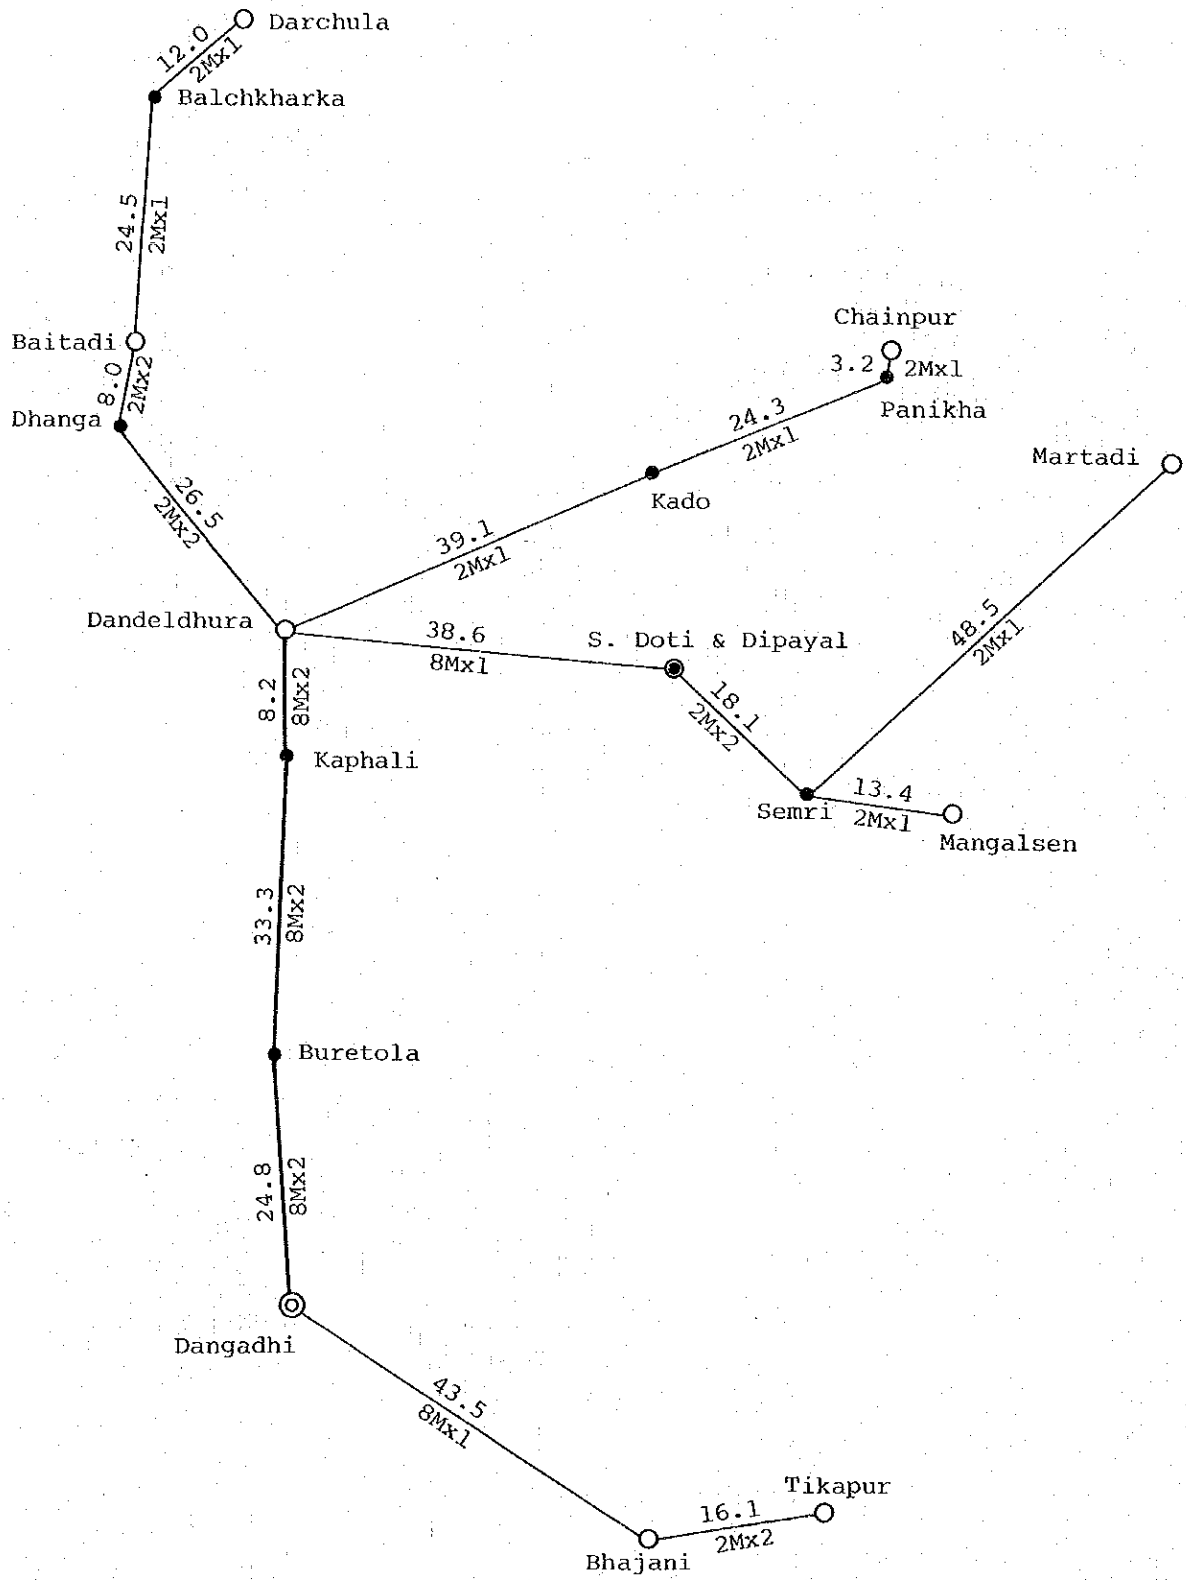 Darchula
12.0
2Mx1
Balchkharka
24.5
2Mx1
Chainpur
Baitadi
3.2
2Mx1
8.0
2Mx2
Panikha
Dhanga
24.3
2Mx1
Martadi
26.5
2Mx2
Kado
39.1
2Mx1
Dandeldhura
38.6
8Mx1
S. Doti & Dipayal
48.5
2Mx1
8.2
8Mx2
18.1
2Mx2
Kaphali
13.4
2Mx1
Semri
Mangalsen
33.3
8Mx2
Buretola
24.8
8Mx2
Dangadhi
43.5
8Mx1
Tikapur
16.1
2Mx2
Bhajani